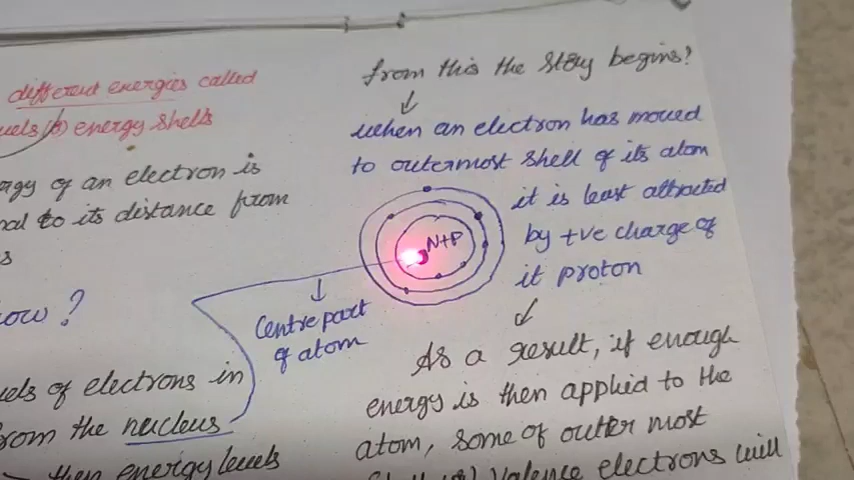 different energies called
(or) energy shells
of an electron is
to its distance from
from this the story begins?
when an electron has moved
to outermost shell of its atom
it is least attracted
by +ve charge of
it proton
N+P
Centre part
of atom
?
of electrons in
from the nucleus
then energy levels
As a result, if enough
energy is then applied to the
atom, some of outer most
valence electrons will